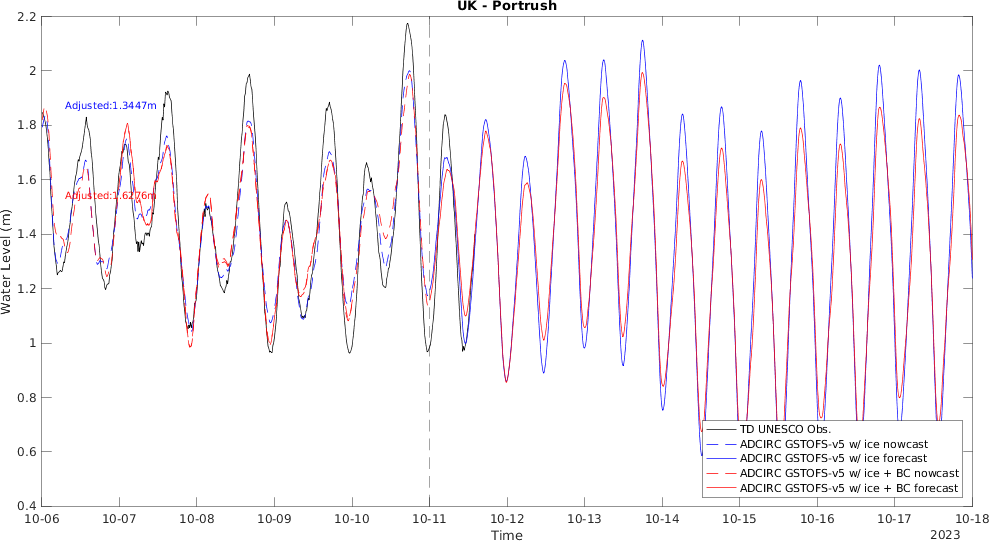 UK - Portrush
2.2
2
1.8
1.6
1.4
1.2
1
0.8
0.6
0.4
Water Level (m)
Adjusted:1.3447m
Adjusted:1.6276m
TD UNESCO Obs.
ADCIRC GSTOFS-v5 w/ ice nowcast
ADCIRC GSTOFS-v5 w/ ice forecast
ADCIRC GSTOFS-v5 w/ ice + BC nowcast
ADCIRC GSTOFS-v5 w/ ice + BC forecast
10-06 10-07 10-08 10-09 10-10 10-11 10-12 10-13 10-14 10-15 10-16 10-17 10-18
Time
2023